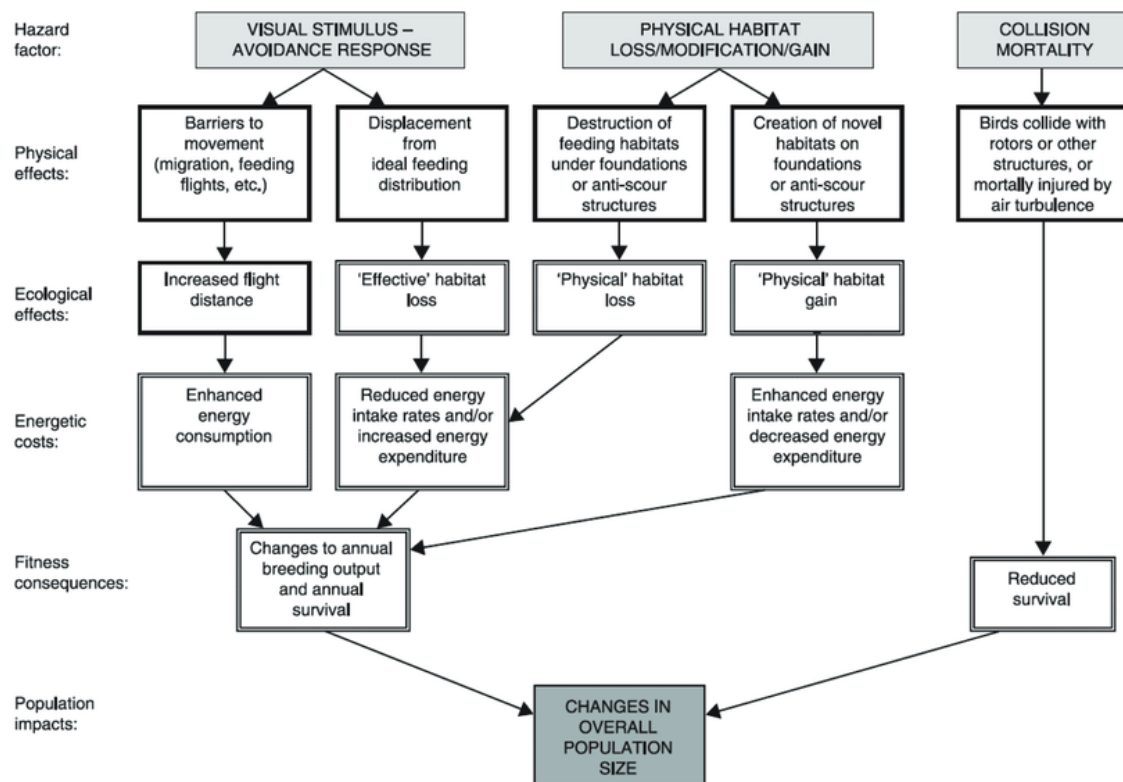 Hazard
factor:
VISUAL STIMULUS –
AVOIDANCE RESPONSE
PHYSICAL HABITAT
LOSS/MODIFICATION/GAIN
COLLISION
MORTALITY
Physical
effects:
Barriers to
movement
(migration, feeding
flights, etc.)
Displacement
from
ideal feeding
distribution
Destruction of
feeding habitats
under foundations
or anti-scour
structures
Creation of novel
habitats on
foundations
or anti-scour
structures
Birds collide with
rotors or other
structures, or
mortally injured by
air turbulence
Ecological
effects:
Increased flight
distance
‘Effective’ habitat
loss
‘Physical’ habitat
loss
‘Physical’ habitat
gain
Energetic
costs:
Enhanced
energy
consumption
Reduced energy
intake rates and/or
increased energy
expenditure
Enhanced energy
intake rates and/or
decreased energy
expenditure
Fitness
consequences:
Changes to annual
breeding output
and annual
survival
Reduced
survival
Population
impacts:
CHANGES IN
OVERALL
POPULATION
SIZE